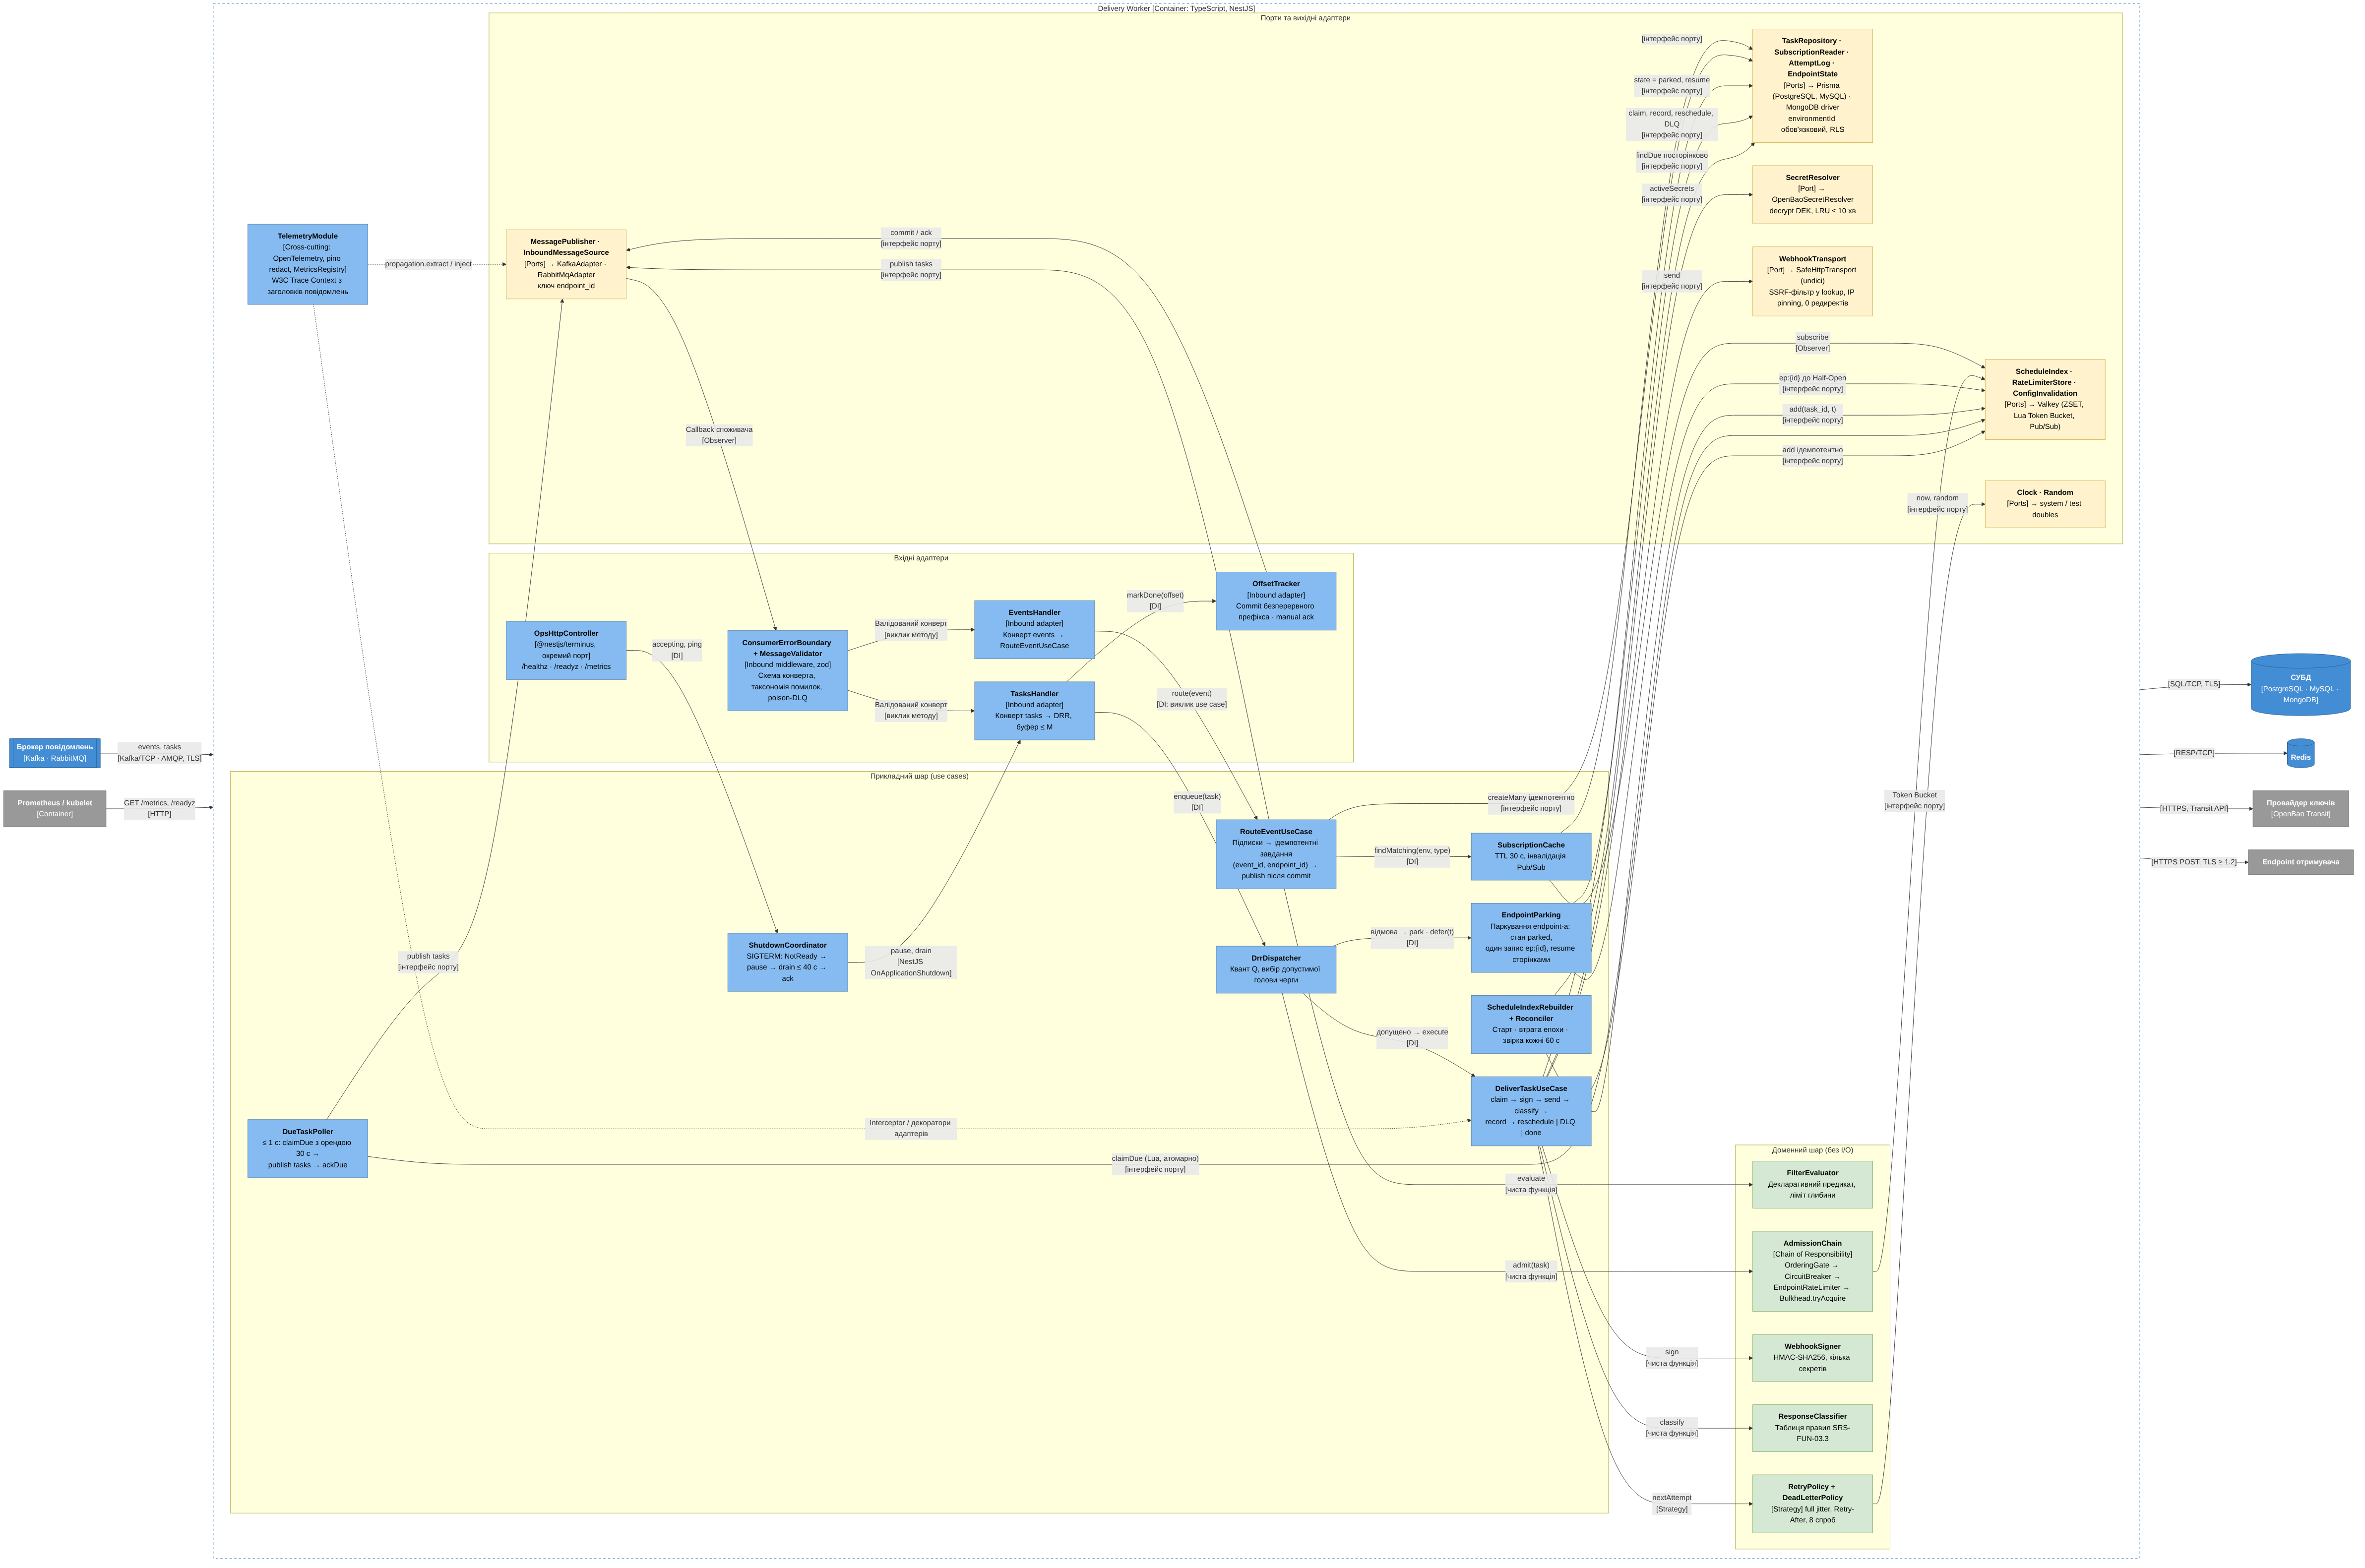 Delivery Worker [Container: TypeScript, NestJS]
Порти та вихідні адаптери
TaskRepository ·
SubscriptionReader ·
AttemptLog ·
EndpointState
[Ports] → Prisma
(PostgreSQL, MySQL) ·
MongoDB driver
environmentId
обов'язковий, RLS
[інтерфейс порту]
state = parked, resume
[інтерфейс порту]
claim, record, reschedule,
DLQ
[інтерфейс порту]
findDue посторінково
[інтерфейс порту]
activeSecrets
[інтерфейс порту]
SecretResolver
[Port] →
OpenBaoSecretResolver
decrypt DEK, LRU ≤ 10 хв
send
[інтерфейс порту]
WebhookTransport
[Port] → SafeHttpTransport
(undici)
SSRF-фільтр у lookup, IP
pinning, 0 редиректів
TelemetryModule
[Cross-cutting:
OpenTelemetry, pino
redact, MetricsRegistry]
W3C Trace Context з
заголовків повідомлень
propagation.extract / inject
MessagePublisher ·
InboundMessageSource
[Ports] → KafkaAdapter ·
RabbitMqAdapter
ключ endpoint_id
commit / ack
[інтерфейс порту]
publish tasks
[інтерфейс порту]
subscribe
[Observer]
ep:{id} до Half-Open
[інтерфейс порту]
add(task_id, t)
[інтерфейс порту]
add ідемпотентно
[інтерфейс порту]
ScheduleIndex ·
RateLimiterStore ·
ConfigInvalidation
[Ports] → Valkey (ZSET,
Lua Token Bucket,
Pub/Sub)
Callback споживача
[Observer]
now, random
[інтерфейс порту]
Clock · Random
[Ports] → system / test
doubles
Вхідні адаптери
OpsHttpController
[@nestjs/terminus,
окремий порт]
/healthz · /readyz · /metrics
accepting, ping
[DI]
ConsumerErrorBoundary
+ MessageValidator
[Inbound middleware, zod]
Схема конверта,
таксономія помилок,
poison-DLQ
Валідований конверт
[виклик методу]
Валідований конверт
[виклик методу]
EventsHandler
[Inbound adapter]
Конверт events →
RouteEventUseCase
TasksHandler
[Inbound adapter]
Конверт tasks → DRR,
буфер ≤ M
markDone(offset)
[DI]
OffsetTracker
[Inbound adapter]
Commit безперервного
префікса · manual ack
route(event)
[DI: виклик use case]
Брокер повідомлень
[Kafka · RabbitMQ]
events, tasks
[Kafka/TCP · AMQP, TLS]
Prometheus / kubelet
[Container]
GET /metrics, /readyz
[HTTP]
[SQL/TCP, TLS]
СУБД
[PostgreSQL · MySQL ·
MongoDB]
[RESP/TCP]
Redis
[HTTPS, Transit API]
Провайдер ключів
[OpenBao Transit]
[HTTPS POST, TLS ≥ 1.2]
Endpoint отримувача
Прикладний шар (use cases)
enqueue(task)
[DI]
RouteEventUseCase
Підписки → ідемпотентні
завдання
(event_id, endpoint_id) →
publish після commit
createMany ідемпотентно
[інтерфейс порту]
findMatching(env, type)
[DI]
SubscriptionCache
TTL 30 с, інвалідація
Pub/Sub
Token Bucket
[інтерфейс порту]
publish tasks
[інтерфейс порту]
ShutdownCoordinator
SIGTERM: NotReady →
pause → drain ≤ 40 с →
ack
pause, drain
[NestJS
OnApplicationShutdown]
DrrDispatcher
Квант Q, вибір допустимої
голови черги
відмова → park · defer(t)
[DI]
EndpointParking
Паркування endpoint-а:
стан parked,
один запис ep:{id}, resume
сторінками
допущено → execute
[DI]
ScheduleIndexRebuilder
+ Reconciler
Старт · втрата епохи ·
звірка кожні 60 с
DueTaskPoller
≤ 1 с: claimDue з орендою
30 с →
publish tasks → ackDue
Interceptor / декоратори
адаптерів
claimDue (Lua, атомарно)
[інтерфейс порту]
DeliverTaskUseCase
claim → sign → send →
classify →
record → reschedule | DLQ
| done
Доменний шар (без I/O)
evaluate
[чиста функція]
FilterEvaluator
Декларативний предикат,
ліміт глибини
admit(task)
[чиста функція]
AdmissionChain
[Chain of Responsibility]
OrderingGate →
CircuitBreaker →
EndpointRateLimiter →
Bulkhead.tryAcquire
sign
[чиста функція]
WebhookSigner
HMAC-SHA256, кілька
секретів
classify
[чиста функція]
ResponseClassifier
Таблиця правил SRS-
FUN-03.3
nextAttempt
[Strategy]
RetryPolicy +
DeadLetterPolicy
[Strategy] full jitter, Retry-
After, 8 спроб